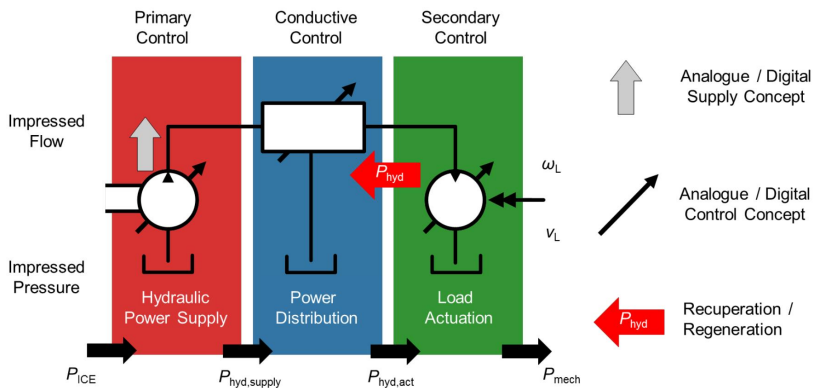 Primary
Control
Conductive
Control
Secondary
Control
Impressed
Flow
Impressed
Pressure
P_hyd
ω_L
v_L
Hydraulic
Power Supply
Power
Distribution
Load
Actuation
P_ICE
P_hyd,supply
P_hyd,act
P_mech
Analogue / Digital
Supply Concept
Analogue / Digital
Control Concept
P_hyd
Recuperation /
Regeneration